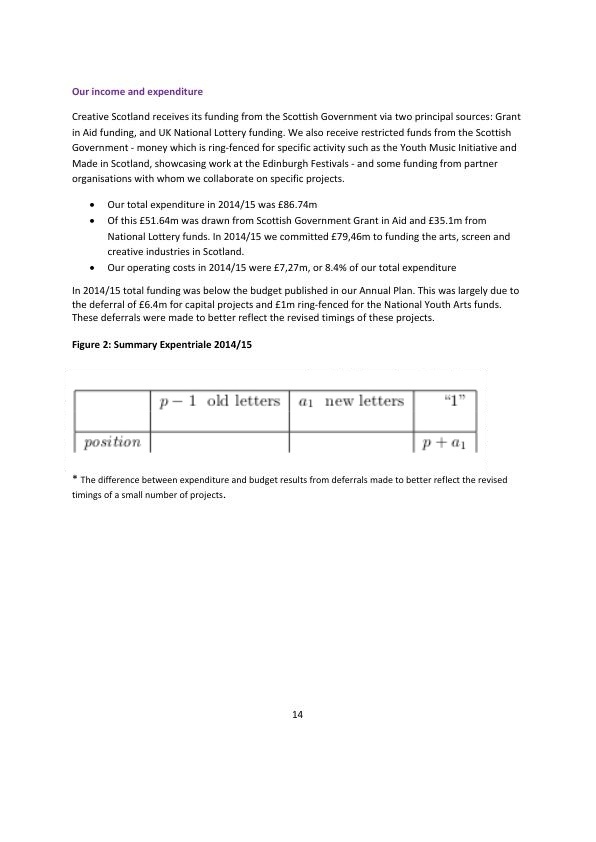 Our income and expenditure
Creative Scotland receives its funding from the Scottish Government via two principal sources: Grant
in Aid funding, and UK National Lottery funding. We also receive restricted funds from the Scottish
Government - money which is ring-fenced for specific activity such as the Youth Music Initiative and
Made in Scotland, showcasing work at the Edinburgh Festivals - and some funding from partner
organisations with whom we collaborate on specific projects.
• Our total expenditure in 2014/15 was £86.74m
• Of this £51.64m was drawn from Scottish Government Grant in Aid and £35.1m from
National Lottery funds. In 2014/15 we committed £79,46m to funding the arts, screen and
creative industries in Scotland.
• Our operating costs in 2014/15 were £7,27m, or 8.4% of our total expenditure
In 2014/15 total funding was below the budget published in our Annual Plan. This was largely due to
the deferral of £6.4m for capital projects and £1m ring-fenced for the National Youth Arts funds.
These deferrals were made to better reflect the revised timings of these projects.
Figure 2: Summary Expentriale 2014/15
p − 1 old letters a₁ new letters “1”
position p + a₁
* The difference between expenditure and budget results from deferrals made to better reflect the revised
timings of a small number of projects.
14